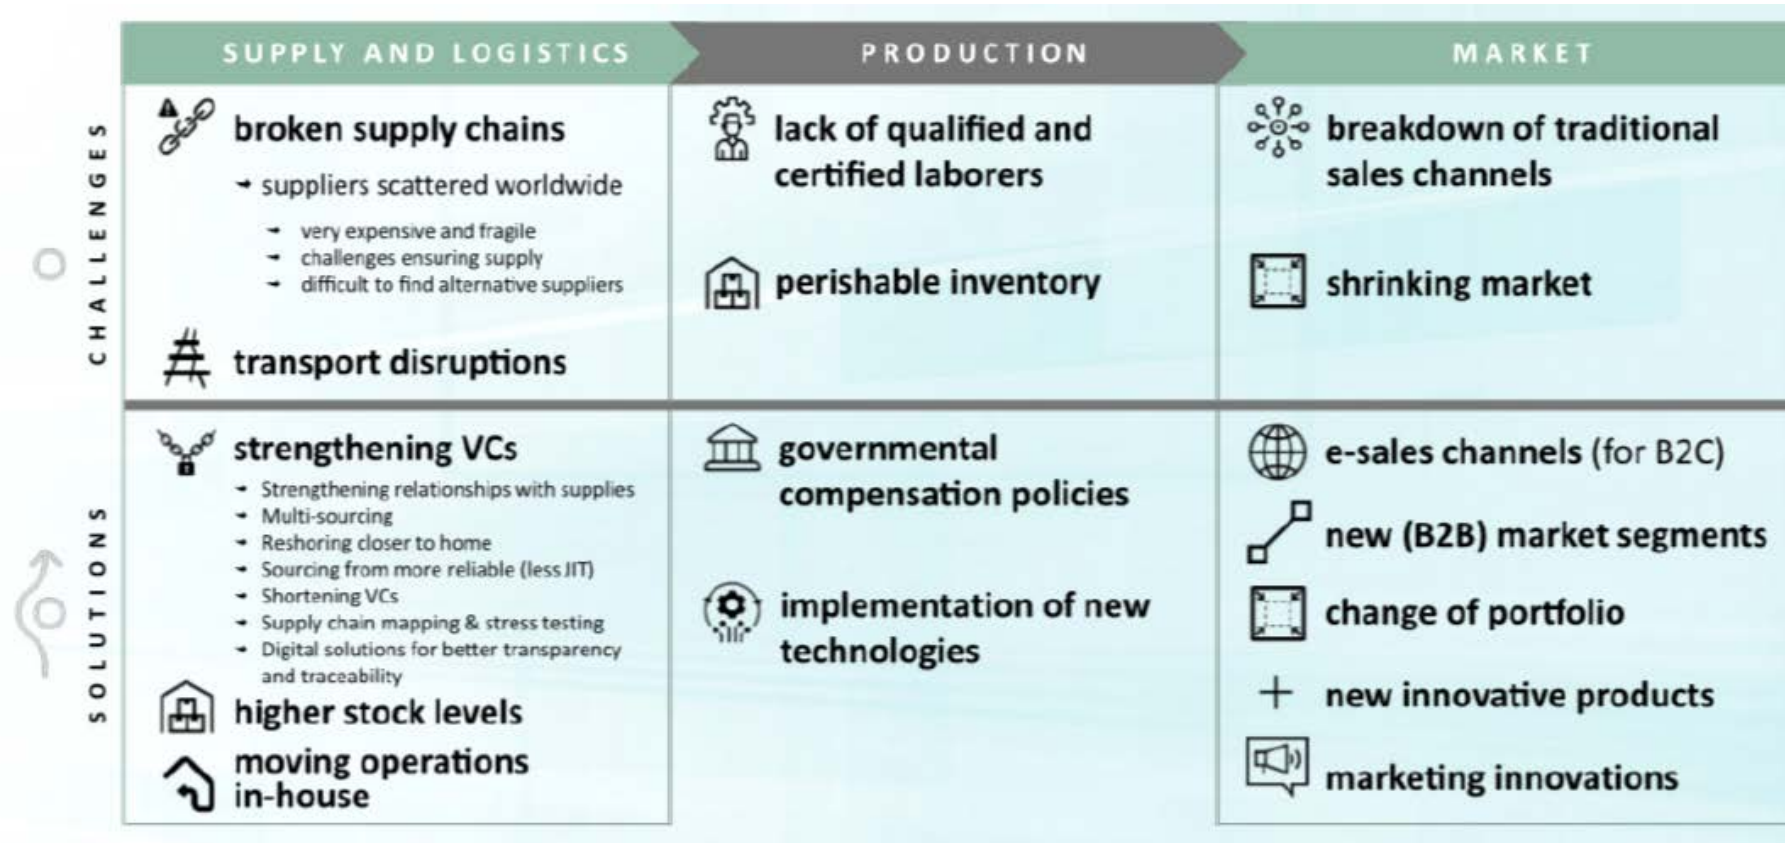 SUPPLY AND LOGISTICS
PRODUCTION
MARKET
CHALLENGES
broken supply chains
suppliers scattered worldwide
very expensive and fragile
challenges ensuring supply
difficult to find alternative suppliers
transport disruptions
lack of qualified and
certified laborers
perishable inventory
breakdown of traditional
sales channels
shrinking market
SOLUTIONS
strengthening VCs
Strengthening relationships with supplies
Multi-sourcing
Reshoring closer to home
Sourcing from more reliable (less JIT)
Shortening VCs
Supply chain mapping & stress testing
Digital solutions for better transparency
and traceability
higher stock levels
moving operations
in-house
governmental
compensation policies
implementation of new
technologies
e-sales channels (for B2C)
new (B2B) market segments
change of portfolio
new innovative products
marketing innovations